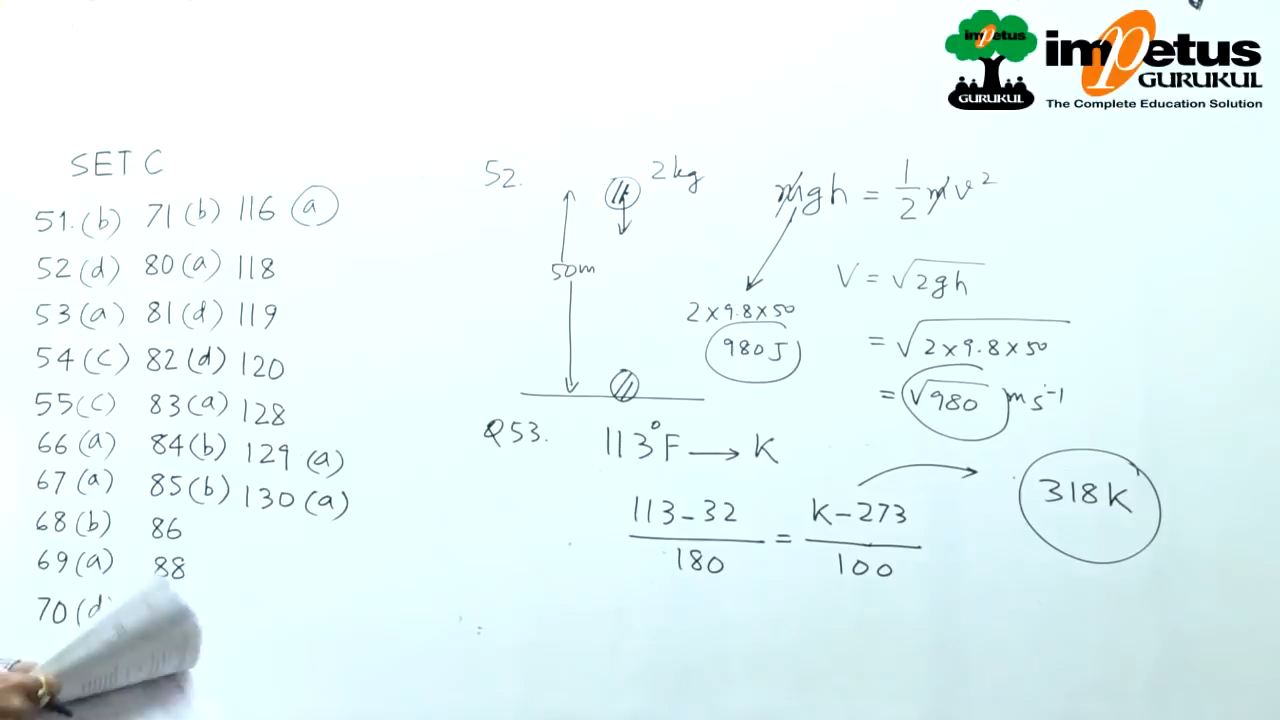 impetus
GURUKUL
impetus
GURUKUL
The Complete Education Solution
SET C
51. (b) 71 (b) 116 (a)
52 (d) 80 (a) 118
53 (a) 81 (d) 119
54 (c) 82 (d) 120
55 (c) 83 (a) 128
66 (a) 84 (b) 129 (a)
67 (a) 85 (b) 130 (a)
68 (b) 86
69 (a) 88
70 (d)
52.
2 kg
50m
mgh = 1/2 mv²
2×9.8×50
980 J
V = √2gh
= √2×9.8×50
= √980 ms⁻¹
Q53. 113°F → K
113-32/180 = K-273/100
318K